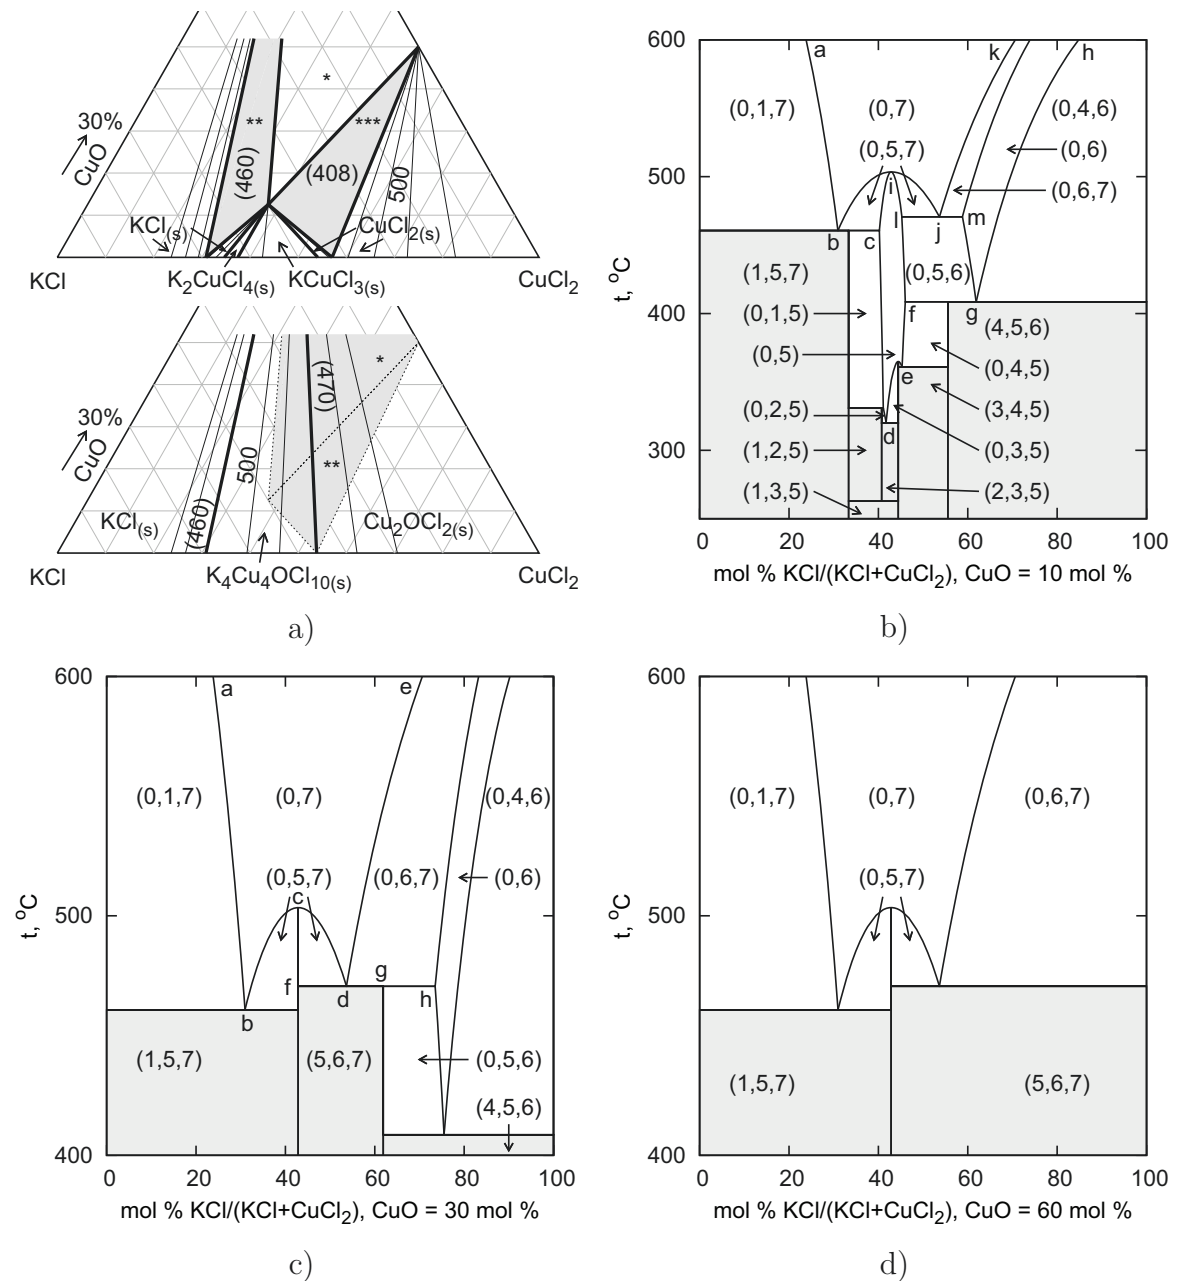 *
30%
**
***
CuO
(460)
(408)
500
KCl(s)
CuCl2(s)
KCl
K2CuCl4(s)
KCuCl3(s)
CuCl2
30%
CuO
*
(470)
**
500
KCl(s)
(460)
Cu2OCl2(s)
KCl
K4Cu4OCl10(s)
CuCl2
a)
600
a
k
h
(0,1,7)
(0,7)
(0,4,6)
(0,5,7)
(0,6)
500
i
(0,6,7)
l
m
b
c
j
t, oC
(1,5,7)
(0,5,6)
(0,1,5)
400
f
g
(4,5,6)
(0,5)
(0,4,5)
e
(0,2,5)
(3,4,5)
d
(1,2,5)
(0,3,5)
300
(1,3,5)
(2,3,5)
0 20 40 60 80 100
mol % KCl/(KCl+CuCl2), CuO = 10 mol %
b)
600
a
e
(0,1,7)
(0,7)
(0,4,6)
(0,5,7)
(0,6,7)
(0,6)
c
500
t, oC
g
f
d
h
b
(1,5,7)
(5,6,7)
(0,5,6)
(4,5,6)
400
0 20 40 60 80 100
mol % KCl/(KCl+CuCl2), CuO = 30 mol %
c)
600
(0,1,7)
(0,7)
(0,6,7)
(0,5,7)
500
t, oC
(1,5,7)
(5,6,7)
400
0 20 40 60 80 100
mol % KCl/(KCl+CuCl2), CuO = 60 mol %
d)